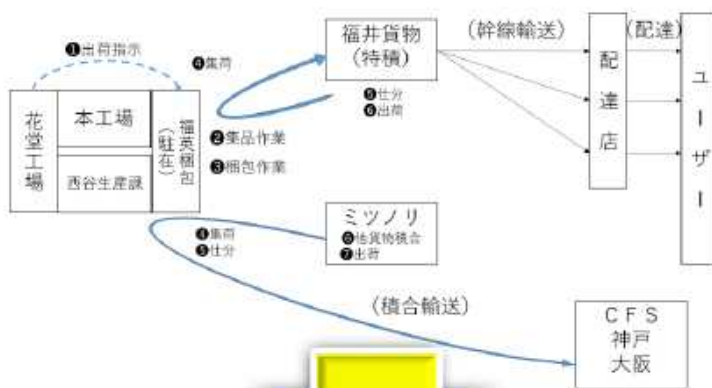 ❶出荷指示
花堂工場
本工場
西谷生産課
福英梱包
(駐在)
❹集荷
❷集品作業
❸梱包作業
福井貨物
(特積)
❺仕分
❻出荷
(幹線輸送)
配達店
(配達)
ユーザー
❹集荷
❺仕分
ミツノリ
❻他貨物積合
❼出荷
(積合輸送)
CFS
神戸
大阪